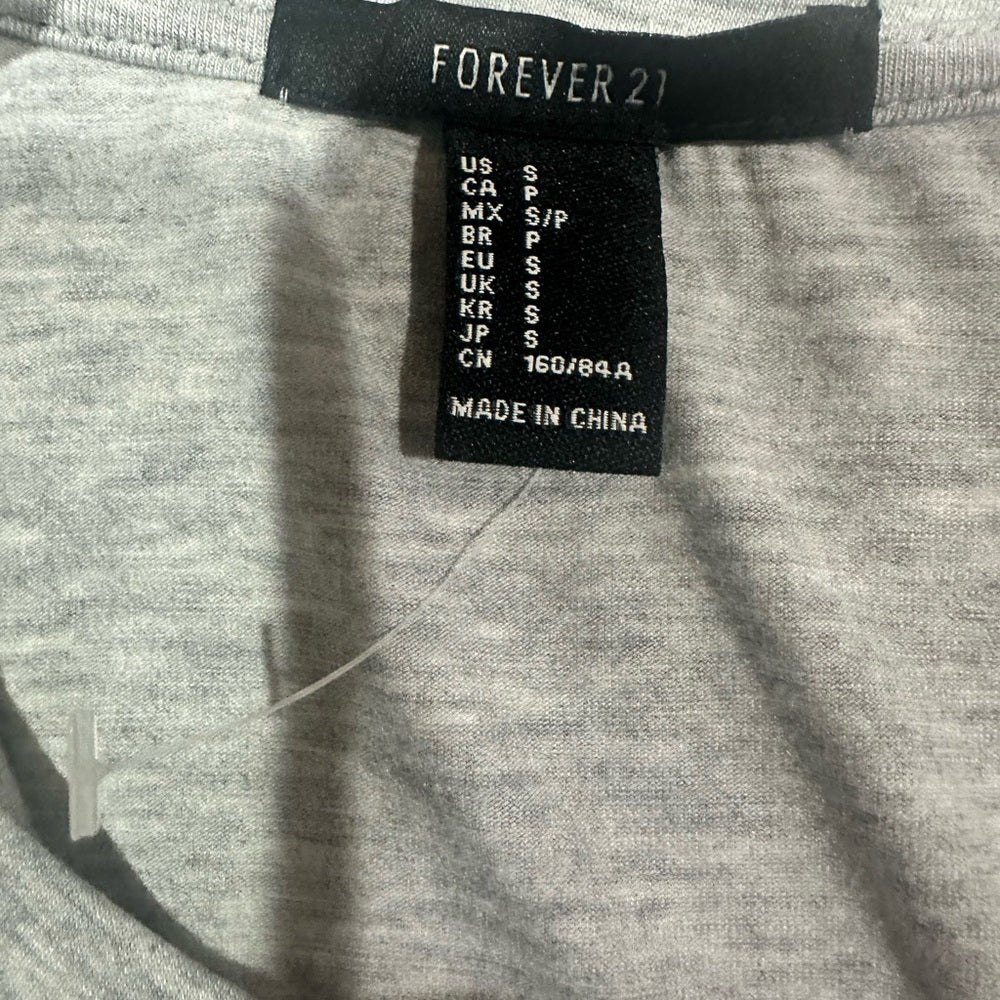 FOREVER 21
US S
CA P
MX S/P
BR P
EU S
UK S
KR S
JP S
CN 160/84A
MADE IN CHINA